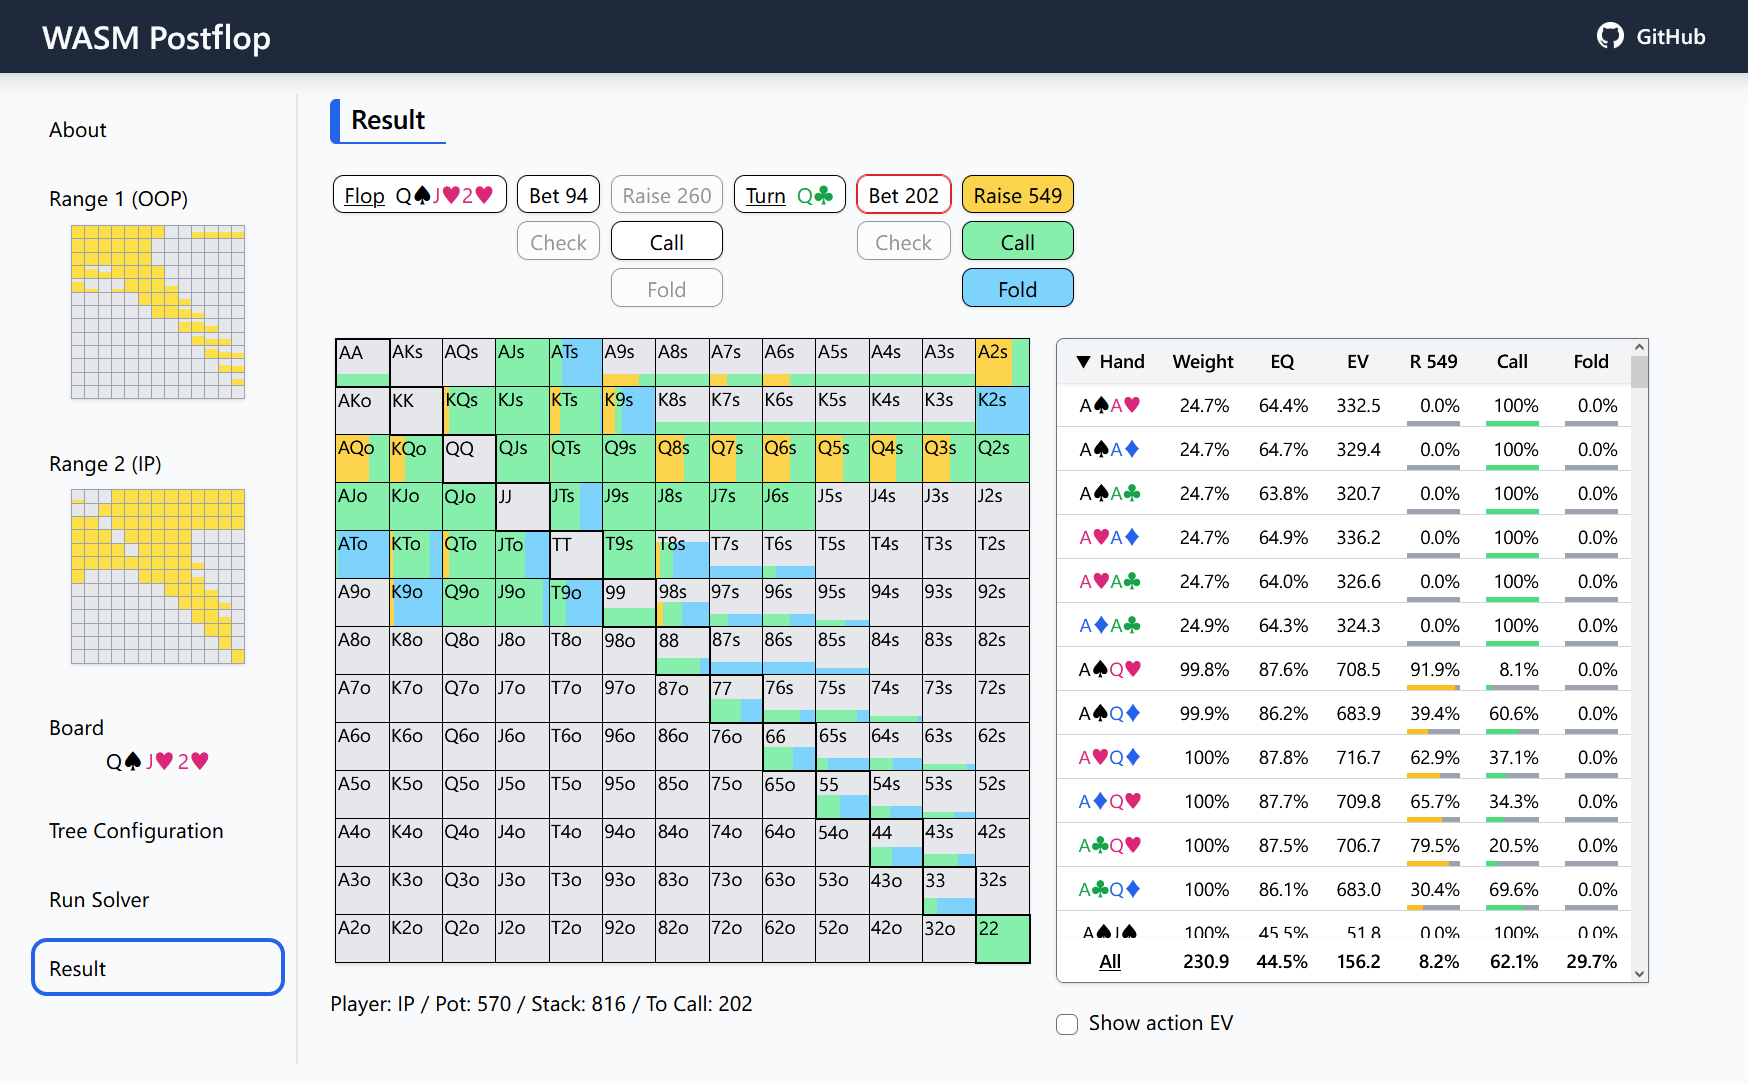 WASM Postflop
GitHub
About
Range 1 (OOP)
Range 2 (IP)
Board
Q♠J♥2♥
Tree Configuration
Run Solver
Result
Result
Flop Q♠J♥2♥ Bet 94 Raise 260 Turn Q♣ Bet 202 Raise 549
Check Call Check Call
Fold Fold
AA AKs AQs AJs ATs A9s A8s A7s A6s A5s A4s A3s A2s
AKo KK KQs KJs KTs K9s K8s K7s K6s K5s K4s K3s K2s
AQo KQo QQ QJs QTs Q9s Q8s Q7s Q6s Q5s Q4s Q3s Q2s
AJo KJo QJo JJ JTs J9s J8s J7s J6s J5s J4s J3s J2s
ATo KTo QTo JTo TT T9s T8s T7s T6s T5s T4s T3s T2s
A9o K9o Q9o J9o T9o 99 98s 97s 96s 95s 94s 93s 92s
A8o K8o Q8o J8o T8o 98o 88 87s 86s 85s 84s 83s 82s
A7o K7o Q7o J7o T7o 97o 87o 77 76s 75s 74s 73s 72s
A6o K6o Q6o J6o T6o 96o 86o 76o 66 65s 64s 63s 62s
A5o K5o Q5o J5o T5o 95o 85o 75o 65o 55 54s 53s 52s
A4o K4o Q4o J4o T4o 94o 84o 74o 64o 54o 44 43s 42s
A3o K3o Q3o J3o T3o 93o 83o 73o 63o 53o 43o 33 32s
A2o K2o Q2o J2o T2o 92o 82o 72o 62o 52o 42o 32o 22
Player: IP / Pot: 570 / Stack: 816 / To Call: 202
▼ Hand Weight EQ EV R 549 Call Fold
A♠A♥ 24.7% 64.4% 332.5 0.0% 100% 0.0%
A♠A♦ 24.7% 64.7% 329.4 0.0% 100% 0.0%
A♠A♣ 24.7% 63.8% 320.7 0.0% 100% 0.0%
A♥A♦ 24.7% 64.9% 336.2 0.0% 100% 0.0%
A♥A♣ 24.7% 64.0% 326.6 0.0% 100% 0.0%
A♦A♣ 24.9% 64.3% 324.3 0.0% 100% 0.0%
A♠Q♥ 99.8% 87.6% 708.5 91.9% 8.1% 0.0%
A♠Q♦ 99.9% 86.2% 683.9 39.4% 60.6% 0.0%
A♥Q♦ 100% 87.8% 716.7 62.9% 37.1% 0.0%
A♦Q♥ 100% 87.7% 709.8 65.7% 34.3% 0.0%
A♣Q♥ 100% 87.5% 706.7 79.5% 20.5% 0.0%
A♣Q♦ 100% 86.1% 683.0 30.4% 69.6% 0.0%
A♠J♠ 100% 45.5% 51.8 0.0% 100% 0.0%
All 230.9 44.5% 156.2 8.2% 62.1% 29.7%
Show action EV